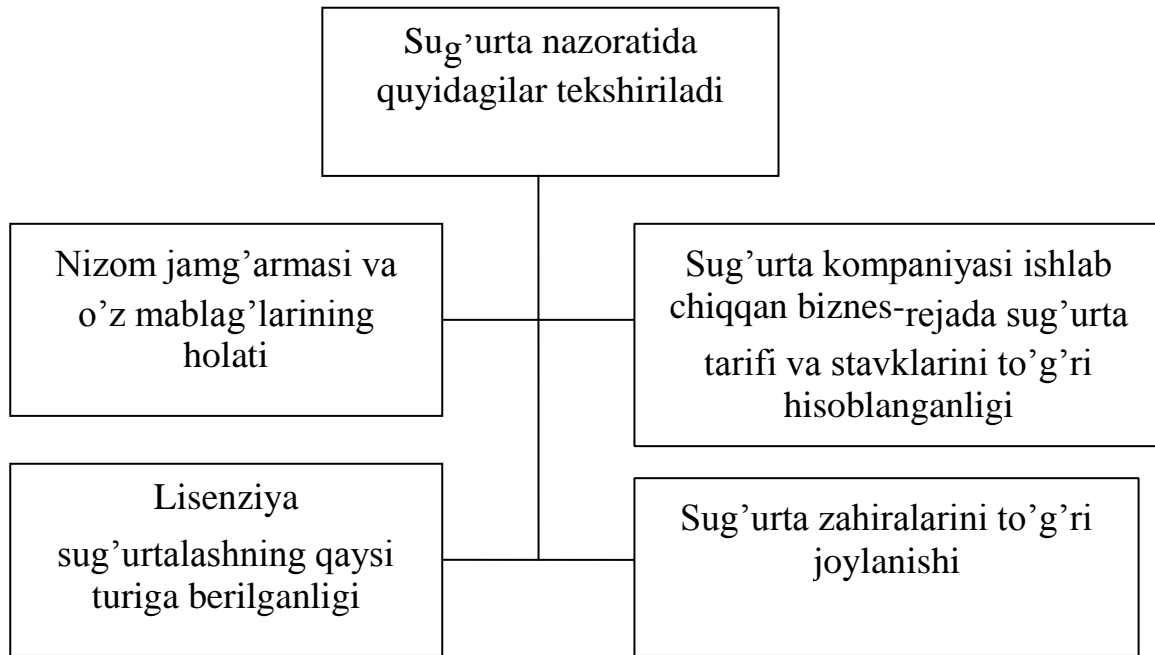 Sug’urta nazoratida
quyidagilar tekshiriladi
Nizom jamg’armasi va
o’z mablag’larining
holati
Sug’urta kompaniyasi ishlab
chiqqan biznes-rejada sug’urta
tarifi va stavklarini to’g’ri
hisoblanganligi
Lisenziya
sug’urtalashning qaysi
turiga berilganligi
Sug’urta zahiralarini to’g’ri
joylanishi